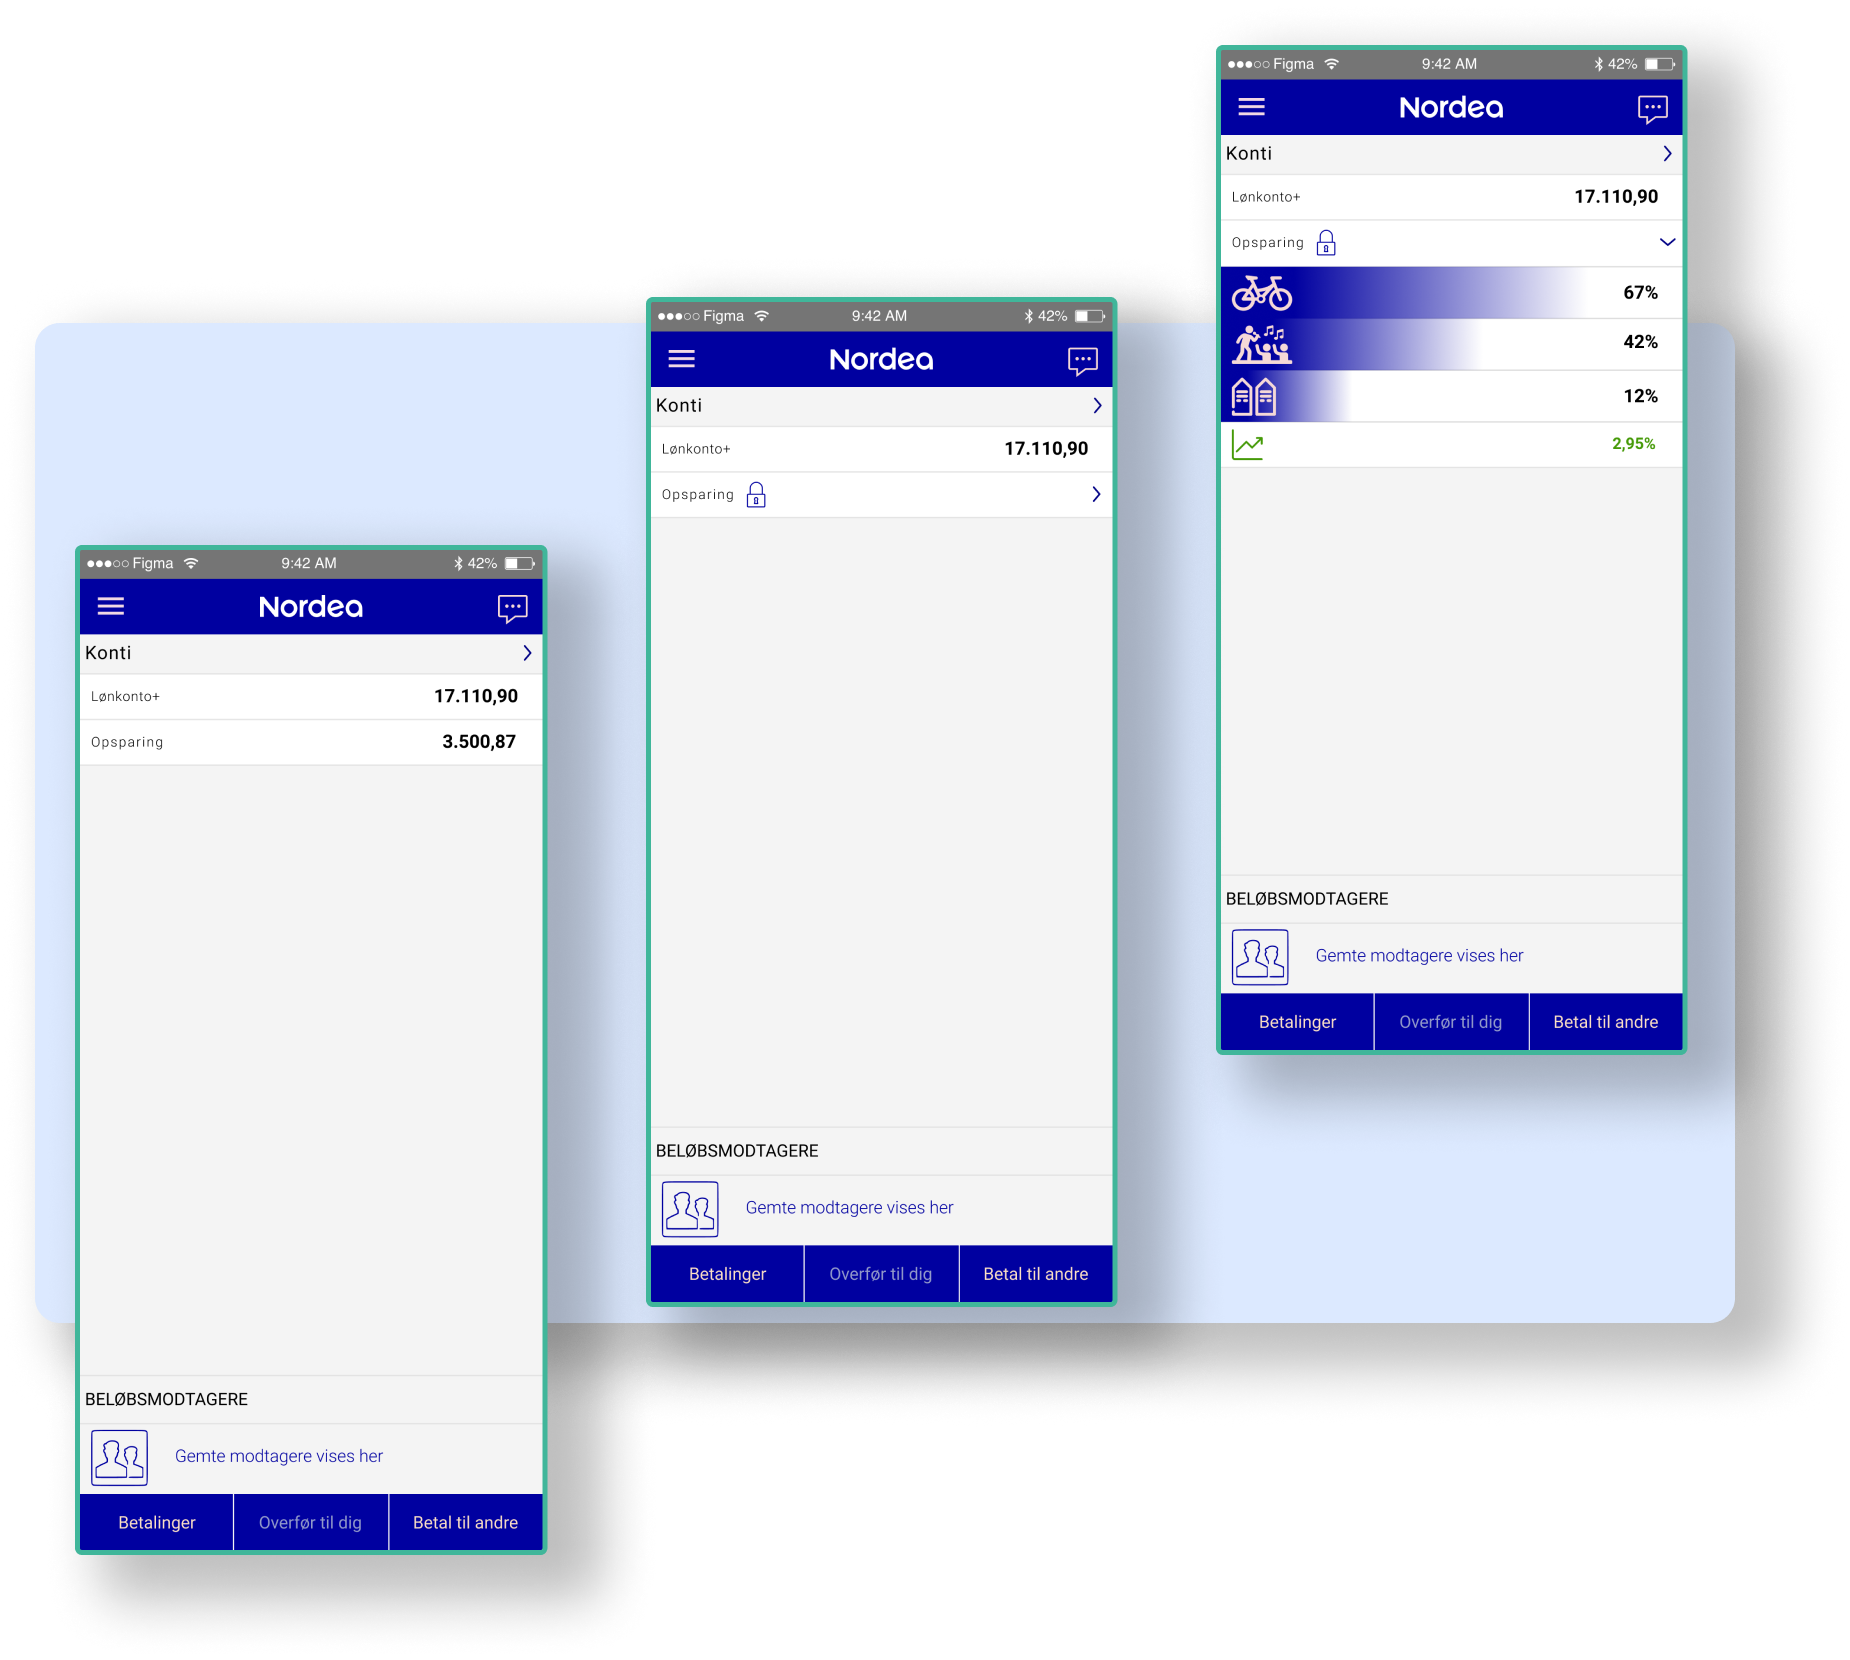 ●●●○○ Figma 9:42 AM 42%
Nordea
Konti
Lønkonto+ 17.110,90
Opsparing 3.500,87
BELØBSMODTAGERE
Gemte modtagere vises her
Betalinger Overfør til dig Betal til andre
●●●○○ Figma 9:42 AM 42%
Nordea
Konti
Lønkonto+ 17.110,90
Opsparing
BELØBSMODTAGERE
Gemte modtagere vises her
Betalinger Overfør til dig Betal til andre
●●●○○ Figma 9:42 AM 42%
Nordea
Konti
Lønkonto+ 17.110,90
Opsparing
67%
42%
12%
2,95%
BELØBSMODTAGERE
Gemte modtagere vises her
Betalinger Overfør til dig Betal til andre